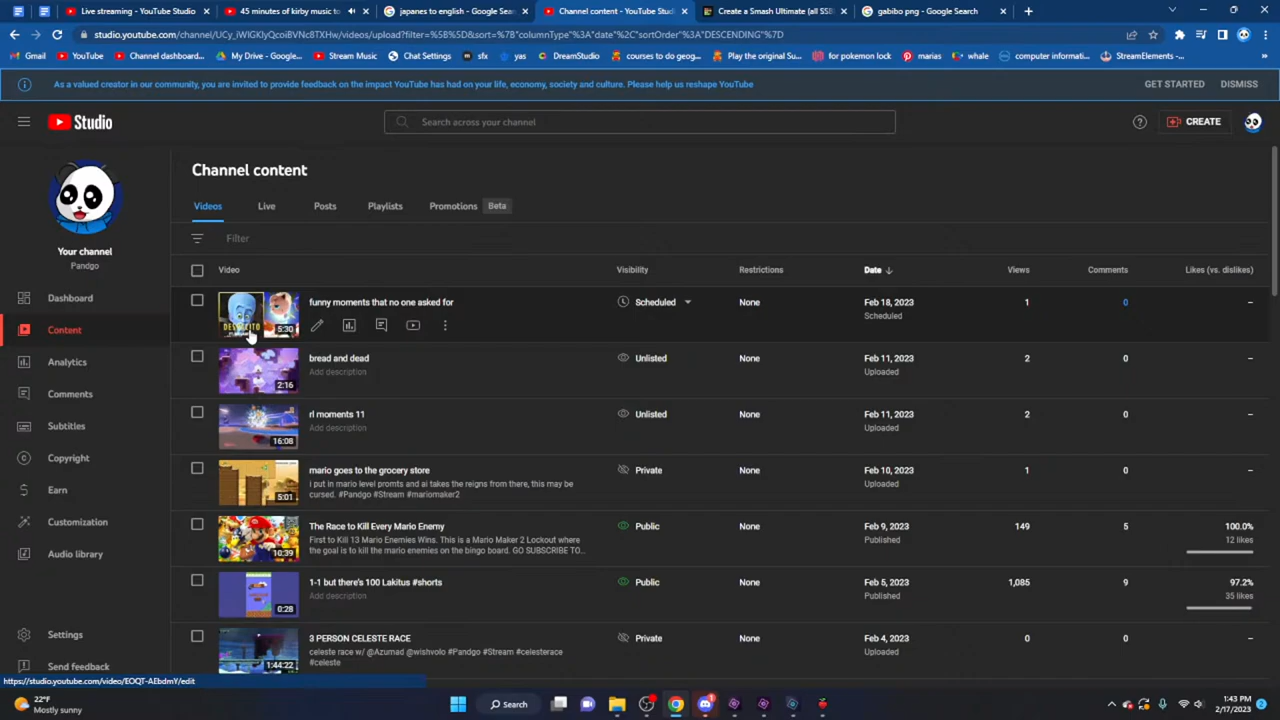 Live streaming - YouTube Studio
45 minutes of kirby music to
japanes to english - Google Sear
Channel content - YouTube Studi
Create a Smash Ultimate (all SSB
gabibo png - Google Search
studio.youtube.com/channel/UCy_iWIGKlyQcoiBVNc8TXHw/videos/upload?filter=%5B%5D&sort=%7B"columnType"%3A"date"%2C"sortOrder"%3A"DESCENDING"%7D
Gmail
YouTube
Channel dashboard...
My Drive - Google...
Stream Music
Chat Settings
sfx
yas
DreamStudio
courses to do geog...
Play the original Su...
for pokemon lock
marias
whale
computer informati...
StreamElements -...
As a valued creator in our community, you are invited to provide feedback on the impact YouTube has had on your life, economy, society and culture. Please help us reshape YouTube
GET STARTED
DISMISS
Studio
Search across your channel
CREATE
Your channel
Pandgo
Dashboard
Content
Analytics
Comments
Subtitles
Copyright
Earn
Customization
Audio library
Settings
Send feedback
Channel content
Videos
Live
Posts
Playlists
Promotions
Beta
Filter
Video
Visibility
Restrictions
Date
Views
Comments
Likes (vs. dislikes)
5:30
funny moments that no one asked for
Scheduled
None
Feb 18, 2023
Scheduled
1
0
–
2:16
bread and dead
Add description
Unlisted
None
Feb 11, 2023
Uploaded
2
0
–
16:08
rl moments 11
Add description
Unlisted
None
Feb 11, 2023
Uploaded
2
0
–
5:01
mario goes to the grocery store
i put in mario level promts and ai takes the reigns from there, this may be
cursed. #Pandgo #Stream #mariomaker2
Private
None
Feb 10, 2023
Uploaded
1
0
–
10:39
The Race to Kill Every Mario Enemy
First to Kill 13 Mario Enemies Wins. This is a Mario Maker 2 Lockout where
the goal is to kill the mario enemies on the bingo board. GO SUBSCRIBE TO...
Public
None
Feb 9, 2023
Published
149
5
100.0%
12 likes
0:28
1-1 but there's 100 Lakitus #shorts
Add description
Public
None
Feb 5, 2023
Published
1,085
9
97.2%
35 likes
1:44:22
3 PERSON CELESTE RACE
celeste race w/ @Azumad @wishvolo #Pandgo #Stream #celesterace
#celeste
Private
None
Feb 4, 2023
Uploaded
0
0
–
https://studio.youtube.com/video/EOQT-AEbdmY/edit
22°F
Mostly sunny
Search
1:43 PM
2/17/2023